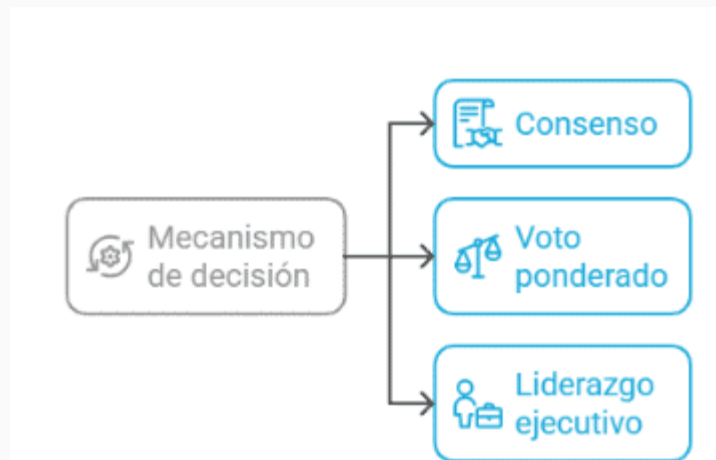 Consenso
Mecanismo
de decisión
Voto
ponderado
Liderazgo
ejecutivo